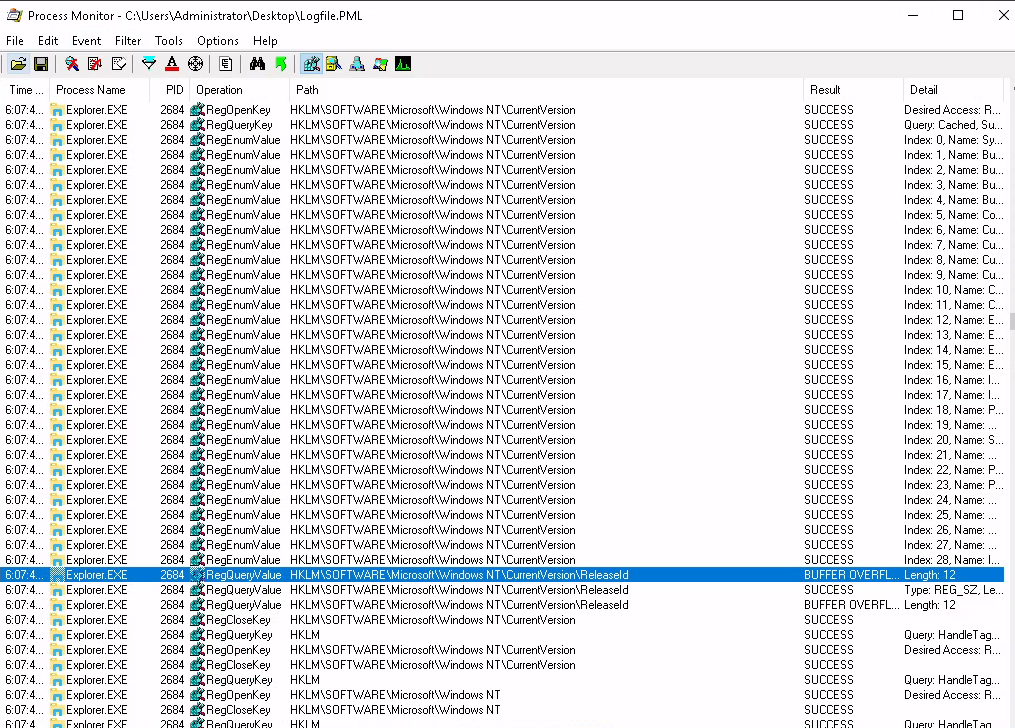 Process Monitor - C:\Users\Administrator\Desktop\Logfile.PML
File Edit Event Filter Tools Options Help
Time ... Process Name PID Operation Path Result Detail
6:07:4... Explorer.EXE 2684 RegOpenKey HKLM\SOFTWARE\Microsoft\Windows NT\CurrentVersion SUCCESS Desired Access: R...
6:07:4... Explorer.EXE 2684 RegQueryKey HKLM\SOFTWARE\Microsoft\Windows NT\CurrentVersion SUCCESS Query: Cached, Su...
6:07:4... Explorer.EXE 2684 RegEnumValue HKLM\SOFTWARE\Microsoft\Windows NT\CurrentVersion SUCCESS Index: 0, Name: Sy...
6:07:4... Explorer.EXE 2684 RegEnumValue HKLM\SOFTWARE\Microsoft\Windows NT\CurrentVersion SUCCESS Index: 1, Name: Bu...
6:07:4... Explorer.EXE 2684 RegEnumValue HKLM\SOFTWARE\Microsoft\Windows NT\CurrentVersion SUCCESS Index: 2, Name: Bu...
6:07:4... Explorer.EXE 2684 RegEnumValue HKLM\SOFTWARE\Microsoft\Windows NT\CurrentVersion SUCCESS Index: 3, Name: Bu...
6:07:4... Explorer.EXE 2684 RegEnumValue HKLM\SOFTWARE\Microsoft\Windows NT\CurrentVersion SUCCESS Index: 4, Name: Bu...
6:07:4... Explorer.EXE 2684 RegEnumValue HKLM\SOFTWARE\Microsoft\Windows NT\CurrentVersion SUCCESS Index: 5, Name: Co...
6:07:4... Explorer.EXE 2684 RegEnumValue HKLM\SOFTWARE\Microsoft\Windows NT\CurrentVersion SUCCESS Index: 6, Name: Cu...
6:07:4... Explorer.EXE 2684 RegEnumValue HKLM\SOFTWARE\Microsoft\Windows NT\CurrentVersion SUCCESS Index: 7, Name: Cu...
6:07:4... Explorer.EXE 2684 RegEnumValue HKLM\SOFTWARE\Microsoft\Windows NT\CurrentVersion SUCCESS Index: 8, Name: Cu...
6:07:4... Explorer.EXE 2684 RegEnumValue HKLM\SOFTWARE\Microsoft\Windows NT\CurrentVersion SUCCESS Index: 9, Name: Cu...
6:07:4... Explorer.EXE 2684 RegEnumValue HKLM\SOFTWARE\Microsoft\Windows NT\CurrentVersion SUCCESS Index: 10, Name: C...
6:07:4... Explorer.EXE 2684 RegEnumValue HKLM\SOFTWARE\Microsoft\Windows NT\CurrentVersion SUCCESS Index: 11, Name: C...
6:07:4... Explorer.EXE 2684 RegEnumValue HKLM\SOFTWARE\Microsoft\Windows NT\CurrentVersion SUCCESS Index: 12, Name: E...
6:07:4... Explorer.EXE 2684 RegEnumValue HKLM\SOFTWARE\Microsoft\Windows NT\CurrentVersion SUCCESS Index: 13, Name: E...
6:07:4... Explorer.EXE 2684 RegEnumValue HKLM\SOFTWARE\Microsoft\Windows NT\CurrentVersion SUCCESS Index: 14, Name: E...
6:07:4... Explorer.EXE 2684 RegEnumValue HKLM\SOFTWARE\Microsoft\Windows NT\CurrentVersion SUCCESS Index: 15, Name: E...
6:07:4... Explorer.EXE 2684 RegEnumValue HKLM\SOFTWARE\Microsoft\Windows NT\CurrentVersion SUCCESS Index: 16, Name: I...
6:07:4... Explorer.EXE 2684 RegEnumValue HKLM\SOFTWARE\Microsoft\Windows NT\CurrentVersion SUCCESS Index: 17, Name: I...
6:07:4... Explorer.EXE 2684 RegEnumValue HKLM\SOFTWARE\Microsoft\Windows NT\CurrentVersion SUCCESS Index: 18, Name: P...
6:07:4... Explorer.EXE 2684 RegEnumValue HKLM\SOFTWARE\Microsoft\Windows NT\CurrentVersion SUCCESS Index: 19, Name: ...
6:07:4... Explorer.EXE 2684 RegEnumValue HKLM\SOFTWARE\Microsoft\Windows NT\CurrentVersion SUCCESS Index: 20, Name: S...
6:07:4... Explorer.EXE 2684 RegEnumValue HKLM\SOFTWARE\Microsoft\Windows NT\CurrentVersion SUCCESS Index: 21, Name: ...
6:07:4... Explorer.EXE 2684 RegEnumValue HKLM\SOFTWARE\Microsoft\Windows NT\CurrentVersion SUCCESS Index: 22, Name: P...
6:07:4... Explorer.EXE 2684 RegEnumValue HKLM\SOFTWARE\Microsoft\Windows NT\CurrentVersion SUCCESS Index: 23, Name: P...
6:07:4... Explorer.EXE 2684 RegEnumValue HKLM\SOFTWARE\Microsoft\Windows NT\CurrentVersion SUCCESS Index: 24, Name: ...
6:07:4... Explorer.EXE 2684 RegEnumValue HKLM\SOFTWARE\Microsoft\Windows NT\CurrentVersion SUCCESS Index: 25, Name: ...
6:07:4... Explorer.EXE 2684 RegEnumValue HKLM\SOFTWARE\Microsoft\Windows NT\CurrentVersion SUCCESS Index: 26, Name: ...
6:07:4... Explorer.EXE 2684 RegEnumValue HKLM\SOFTWARE\Microsoft\Windows NT\CurrentVersion SUCCESS Index: 27, Name: ...
6:07:4... Explorer.EXE 2684 RegEnumValue HKLM\SOFTWARE\Microsoft\Windows NT\CurrentVersion SUCCESS Index: 28, Name: I...
6:07:4... Explorer.EXE 2684 RegQueryValue HKLM\SOFTWARE\Microsoft\Windows NT\CurrentVersion\ReleaseId BUFFER OVERFL... Length: 12
6:07:4... Explorer.EXE 2684 RegQueryValue HKLM\SOFTWARE\Microsoft\Windows NT\CurrentVersion\ReleaseId SUCCESS Type: REG_SZ, Le...
6:07:4... Explorer.EXE 2684 RegQueryValue HKLM\SOFTWARE\Microsoft\Windows NT\CurrentVersion\ReleaseId BUFFER OVERFL... Length: 12
6:07:4... Explorer.EXE 2684 RegCloseKey HKLM\SOFTWARE\Microsoft\Windows NT\CurrentVersion SUCCESS
6:07:4... Explorer.EXE 2684 RegQueryKey HKLM SUCCESS Query: HandleTag...
6:07:4... Explorer.EXE 2684 RegOpenKey HKLM\SOFTWARE\Microsoft\Windows NT\CurrentVersion SUCCESS Desired Access: R...
6:07:4... Explorer.EXE 2684 RegCloseKey HKLM\SOFTWARE\Microsoft\Windows NT\CurrentVersion SUCCESS
6:07:4... Explorer.EXE 2684 RegQueryKey HKLM SUCCESS Query: HandleTag...
6:07:4... Explorer.EXE 2684 RegOpenKey HKLM\SOFTWARE\Microsoft\Windows NT SUCCESS Desired Access: R...
6:07:4... Explorer.EXE 2684 RegCloseKey HKLM\SOFTWARE\Microsoft\Windows NT SUCCESS
6:07:4... Explorer.EXE 2684 RegQueryKey HKLM SUCCESS Query: HandleTag...